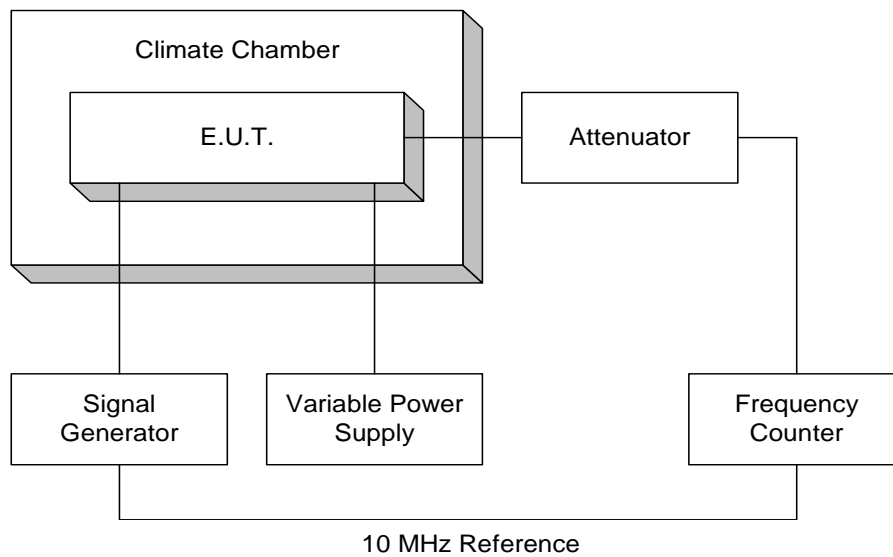 Climate Chamber
E.U.T.
Attenuator
Signal
Generator
Variable Power
Supply
Frequency
Counter
10 MHz Reference